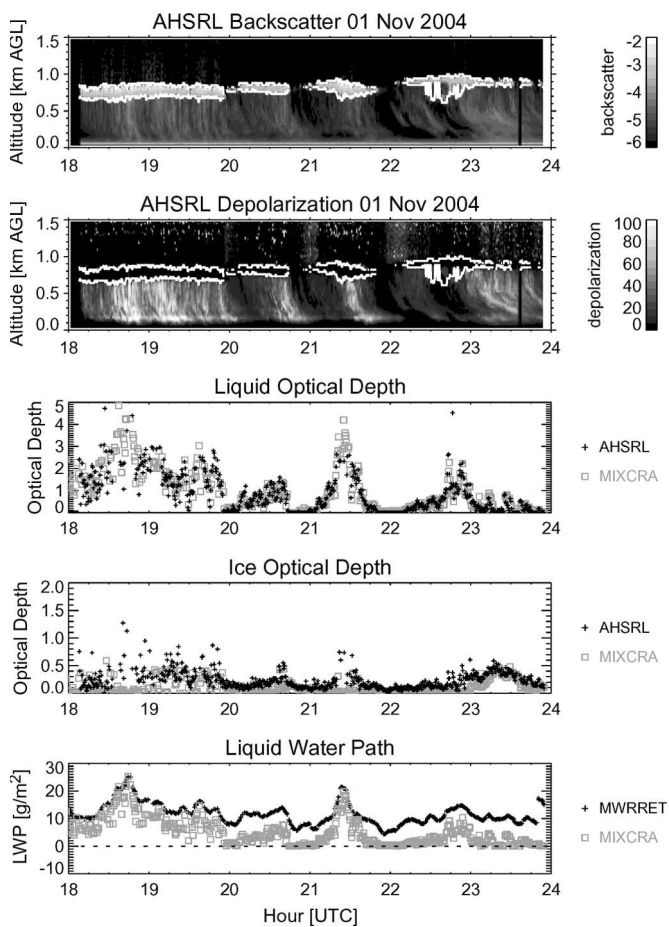 AHSRL Backscatter 01 Nov 2004
Altitude [km AGL]
1.5
1.0
0.5
0.0
18 19 20 21 22 23 24
backscatter
-2
-3
-4
-5
-6
AHSRL Depolarization 01 Nov 2004
Altitude [km AGL]
1.5
1.0
0.5
0.0
18 19 20 21 22 23 24
depolarization
100
80
60
40
20
0
Liquid Optical Depth
Optical Depth
5
4
3
2
1
0
18 19 20 21 22 23 24
+ AHSRL
MIXCRA
Ice Optical Depth
Optical Depth
2.0
1.5
1.0
0.5
0.0
18 19 20 21 22 23 24
+ AHSRL
MIXCRA
Liquid Water Path
LWP [g/m²]
30
20
10
0
-10
18 19 20 21 22 23 24
+ MWRRET
MIXCRA
Hour [UTC]